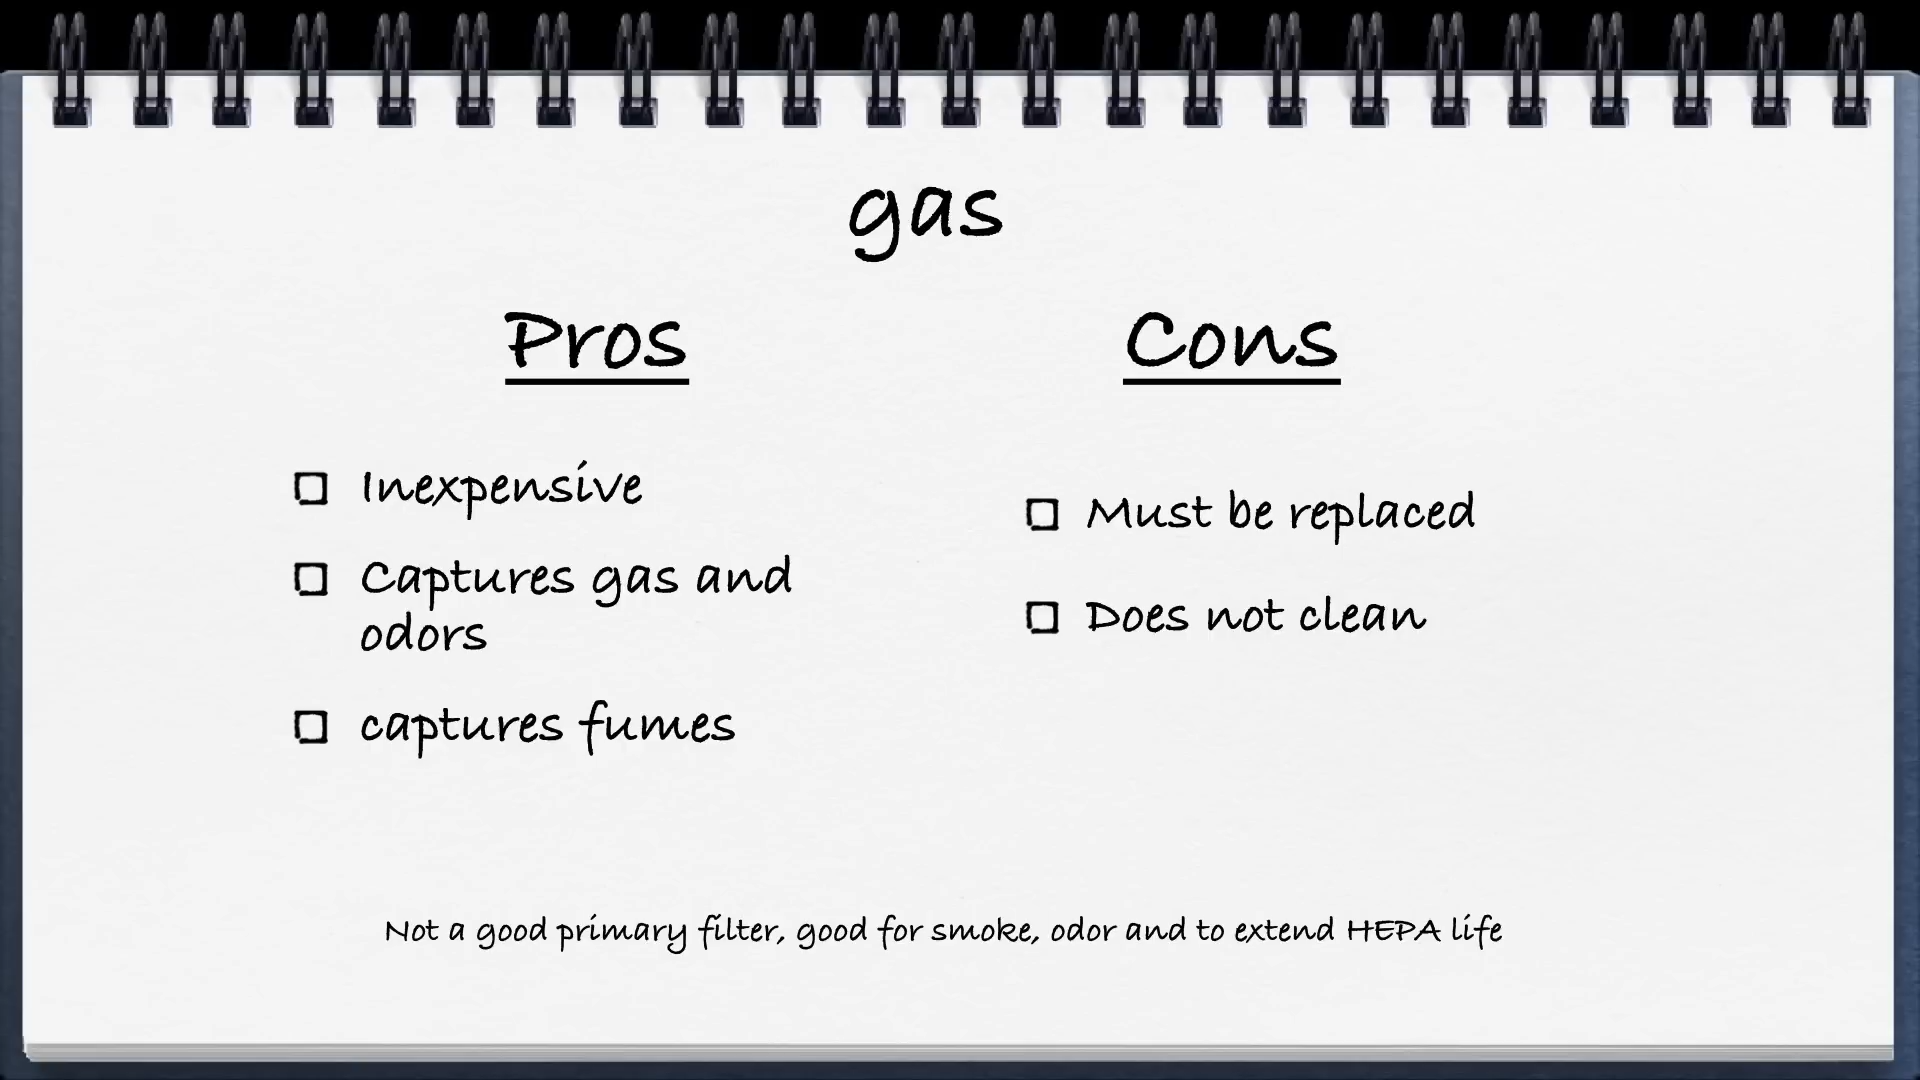 gas
Pros
Inexpensive
Captures gas and
odors
captures fumes
Cons
Must be replaced
Does not clean
Not a good primary filter, good for smoke, odor and to extend HEPA life